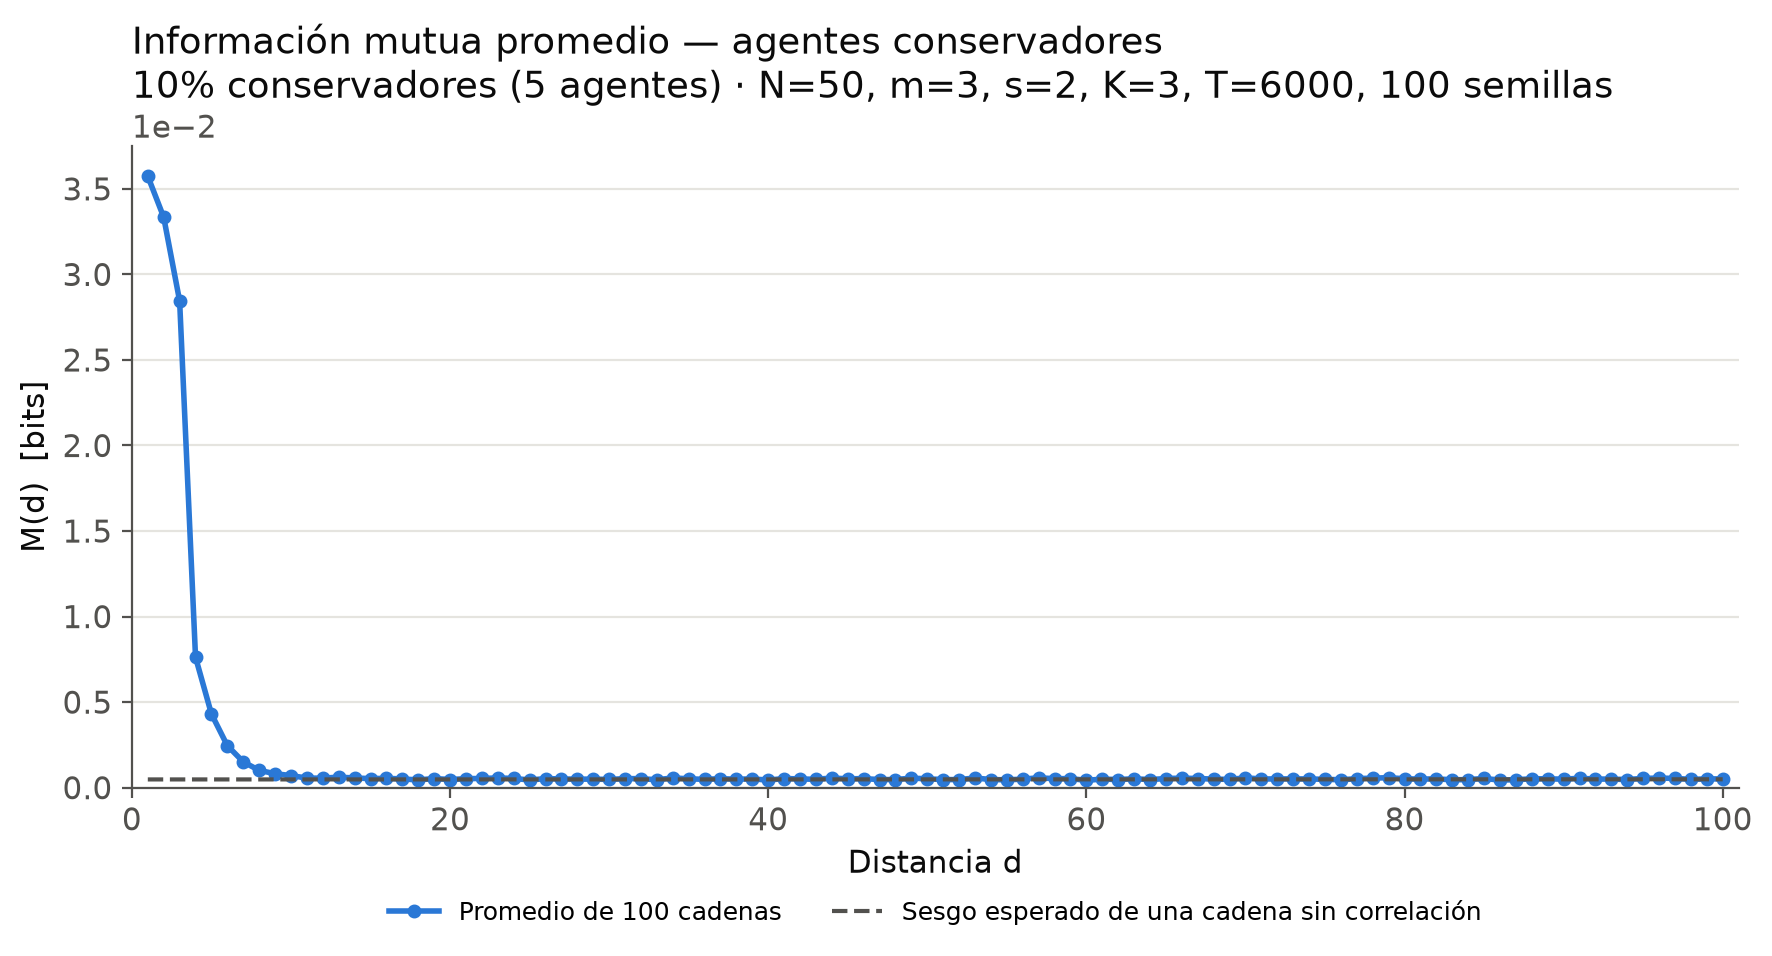 Información mutua promedio — agentes conservadores
10% conservadores (5 agentes) · N=50, m=3, s=2, K=3, T=6000, 100 semillas
1e−2
3.5
3.0
2.5
2.0
1.5
1.0
0.5
0.0
M(d) [bits]
0 20 40 60 80 100
Distancia d
Promedio de 100 cadenas
Sesgo esperado de una cadena sin correlación